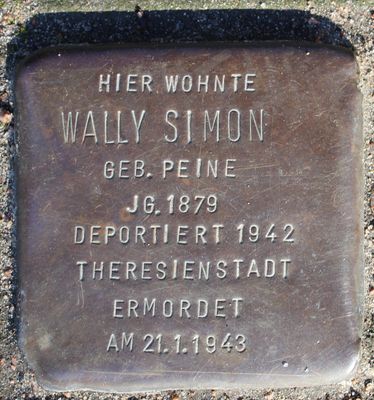 HIER WOHNTE
WALLY SIMON
GEB. PEINE
JG. 1879
DEPORTIERT 1942
THERESIENSTADT
ERMORDET
AM 21.1.1943